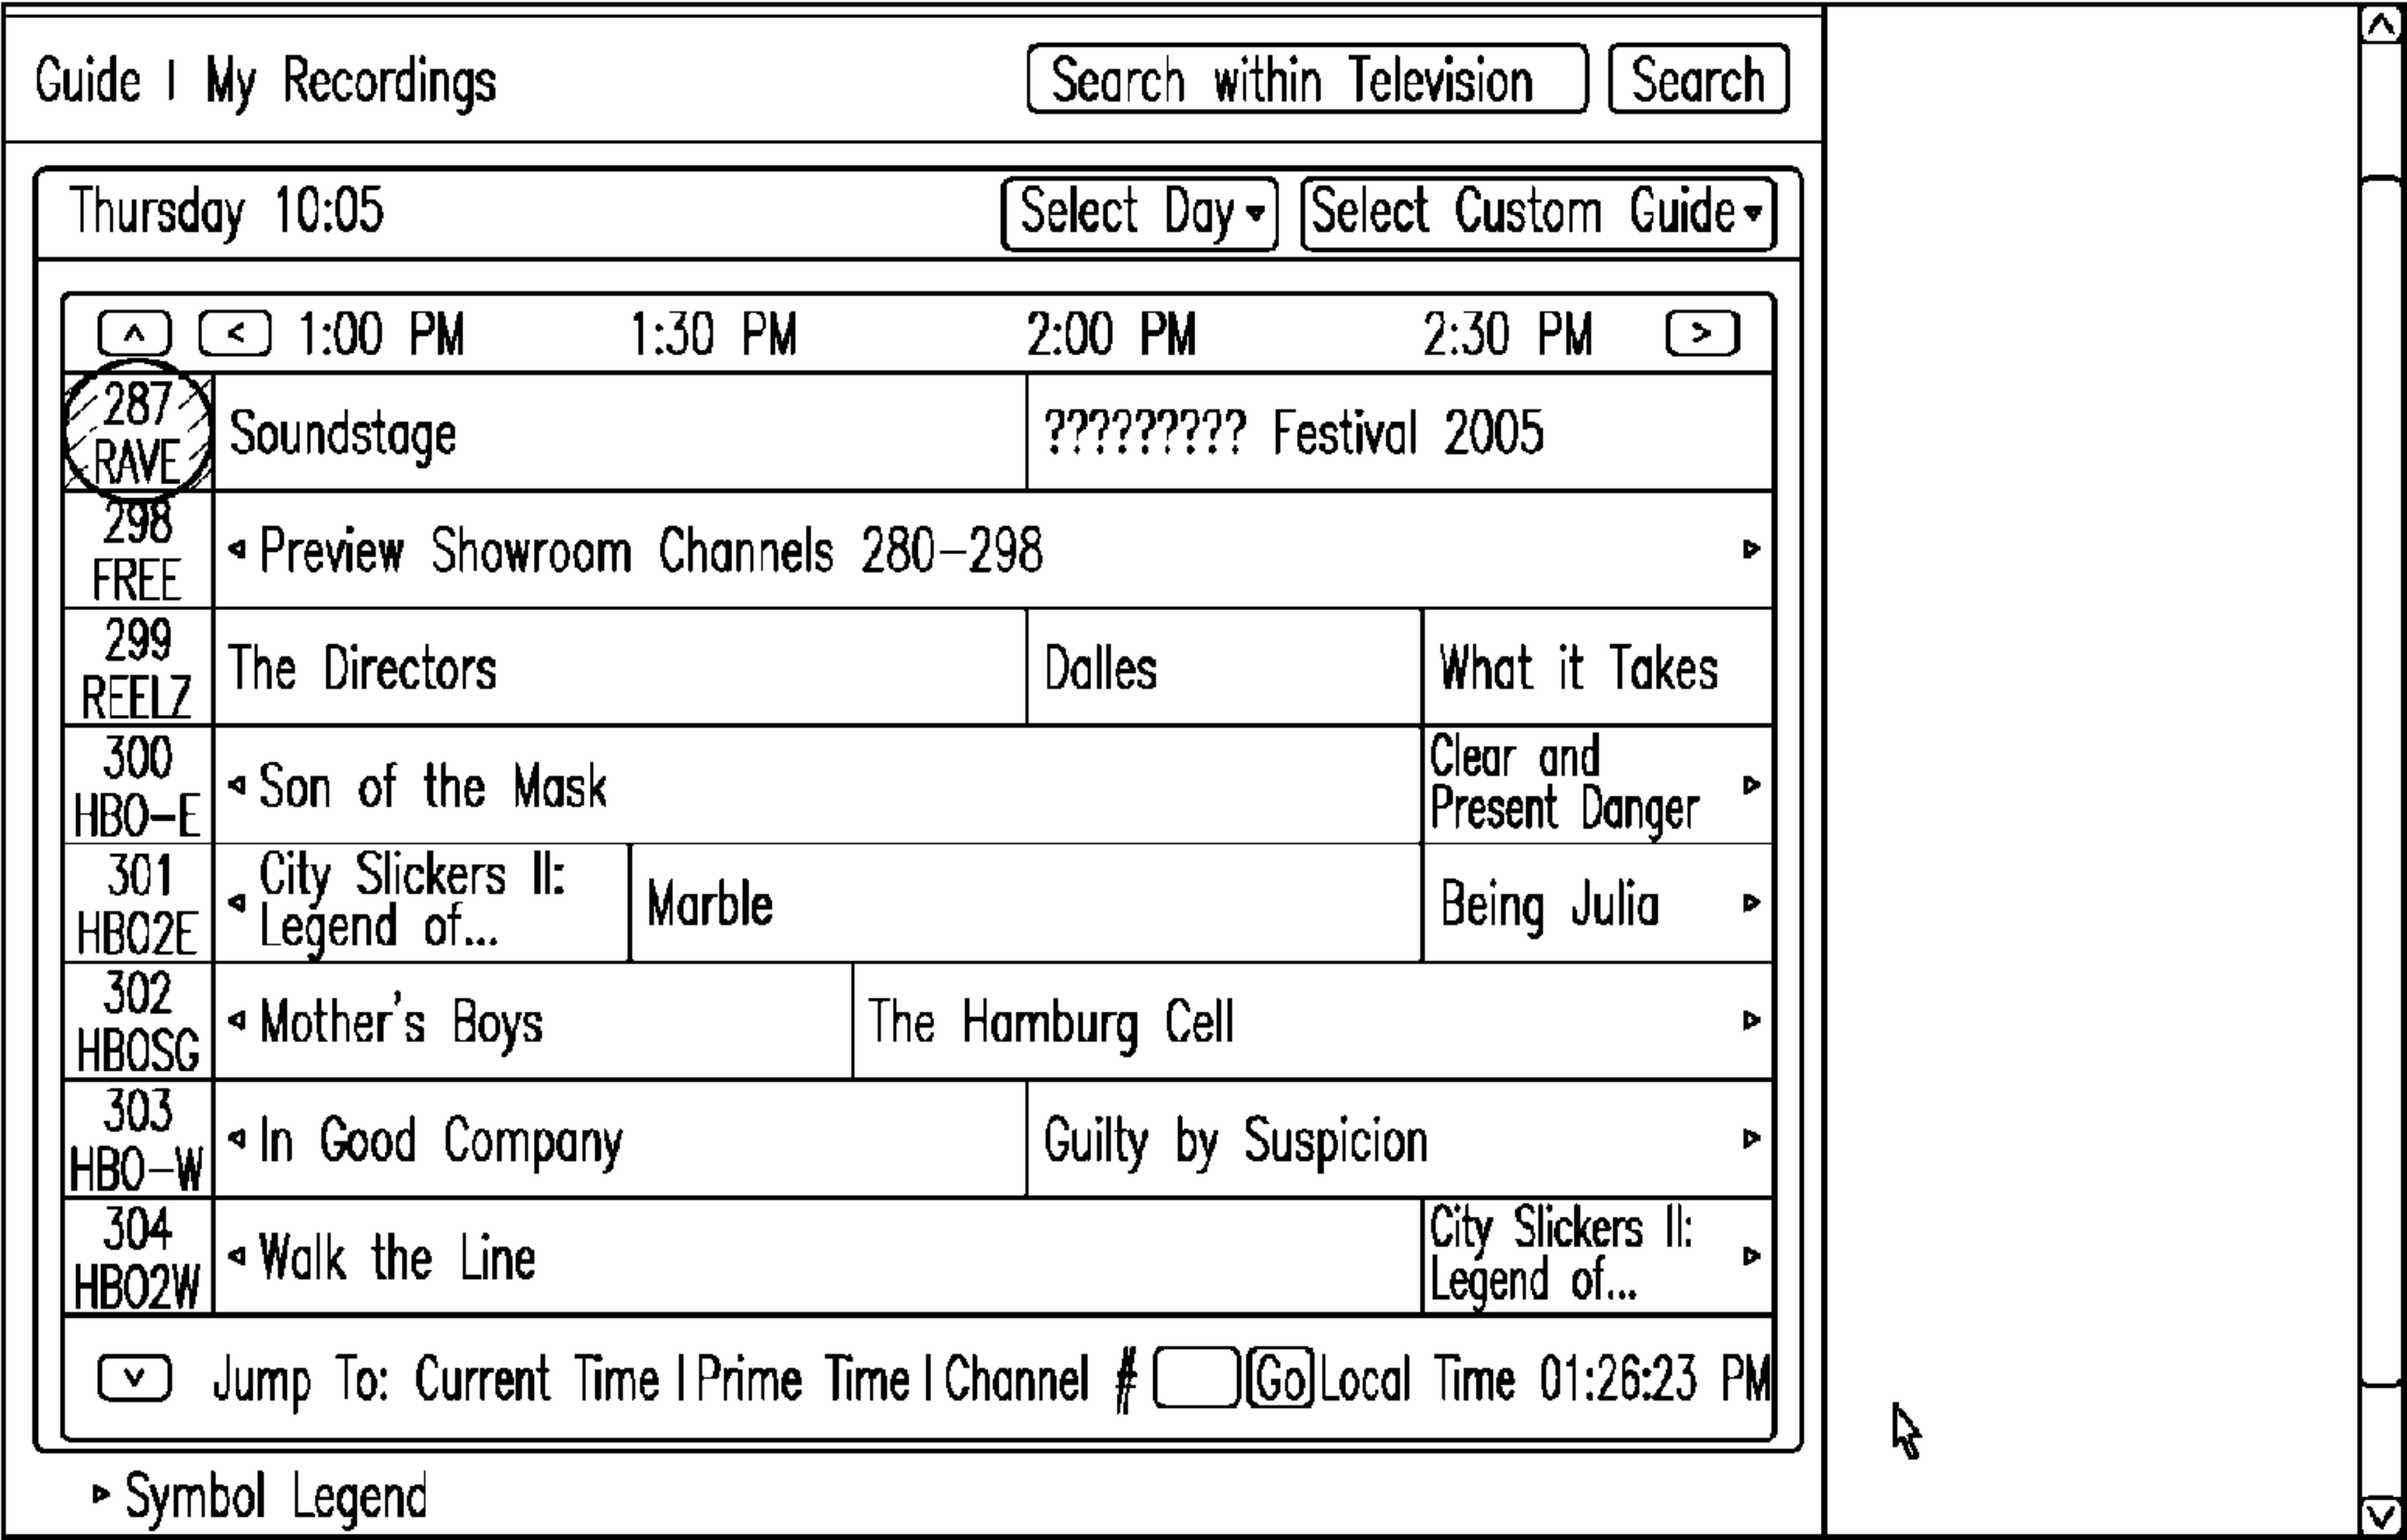 Guide | My Recordings Search within Television Search
Thursday 10:05 Select Day Select Custom Guide
1:00 PM 1:30 PM 2:00 PM 2:30 PM
287
RAVE
Soundstage
????????? Festival 2005
298
FREE
Preview Showroom Channels 280-298
299
REELZ
The Directors
Dalles
What it Takes
300
HBO-E
Son of the Mask
Clear and
Present Danger
301
HBO2E
City Slickers II:
Legend of...
Marble
Being Julia
302
HBOSG
Mother's Boys
The Hamburg Cell
303
HBO-W
In Good Company
Guilty by Suspicion
304
HBO2W
Walk the Line
City Slickers II:
Legend of...
Jump To: Current Time | Prime Time | Channel # Go Local Time 01:26:23 PM
Symbol Legend